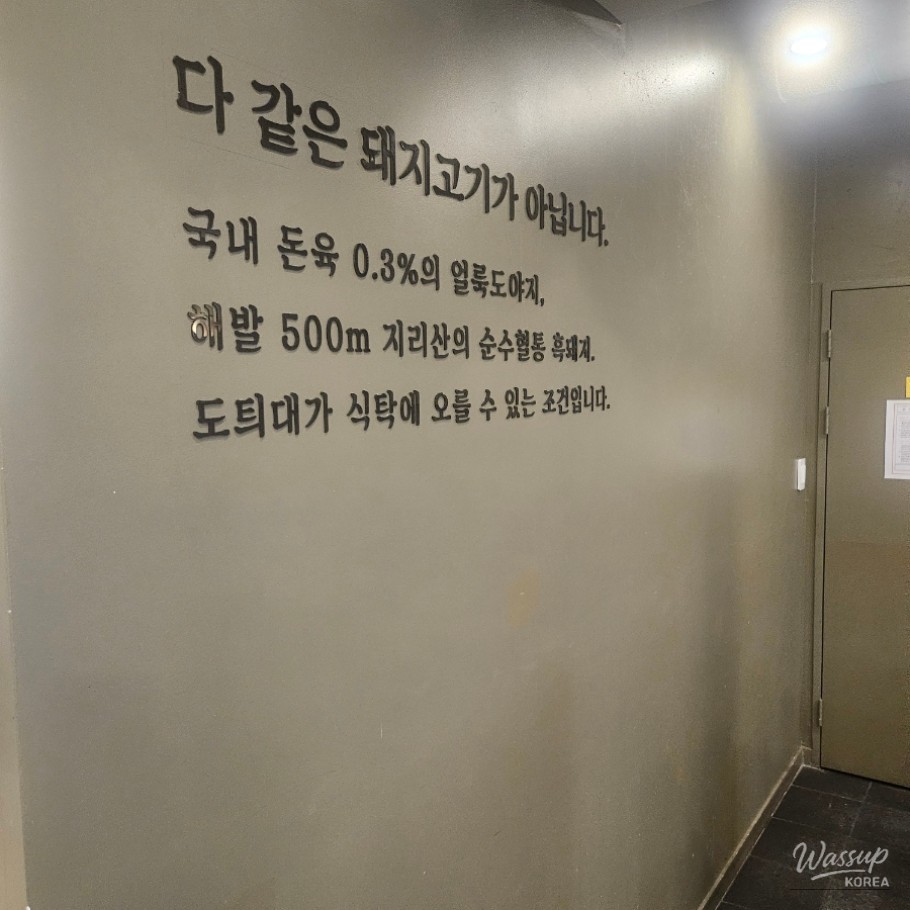 다 같은 돼지고기가 아닙니다.
국내 돈육 0.3%의 얼룩도야지,
해발 500m 지리산의 순수혈통 흑돼지.
도틔대가 식탁에 오를 수 있는 조건입니다.
Wassup
KOREA